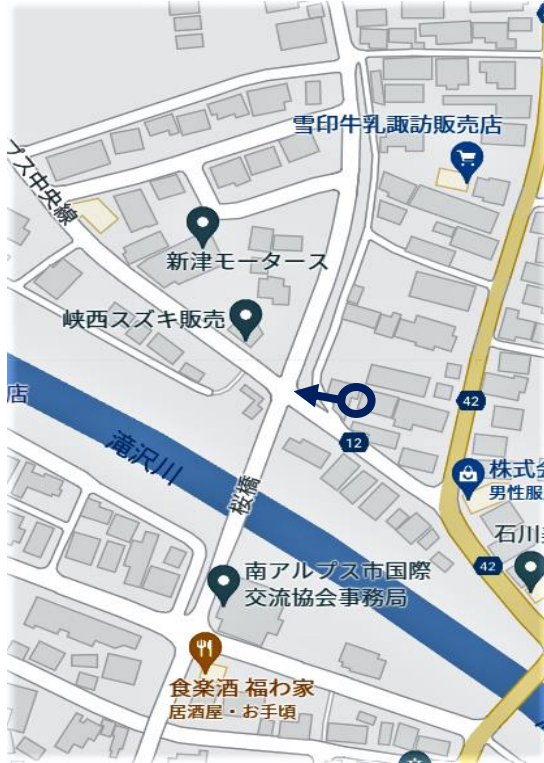 雪印牛乳諏訪販売店
プス中央線
新津モータース
峡西スズキ販売
店
42
12
滝沢川
株式会
男性服
桜橋
石川美
42
南アルプス市国際
交流協会事務局
食楽酒 福わ家
居酒屋・お手頃